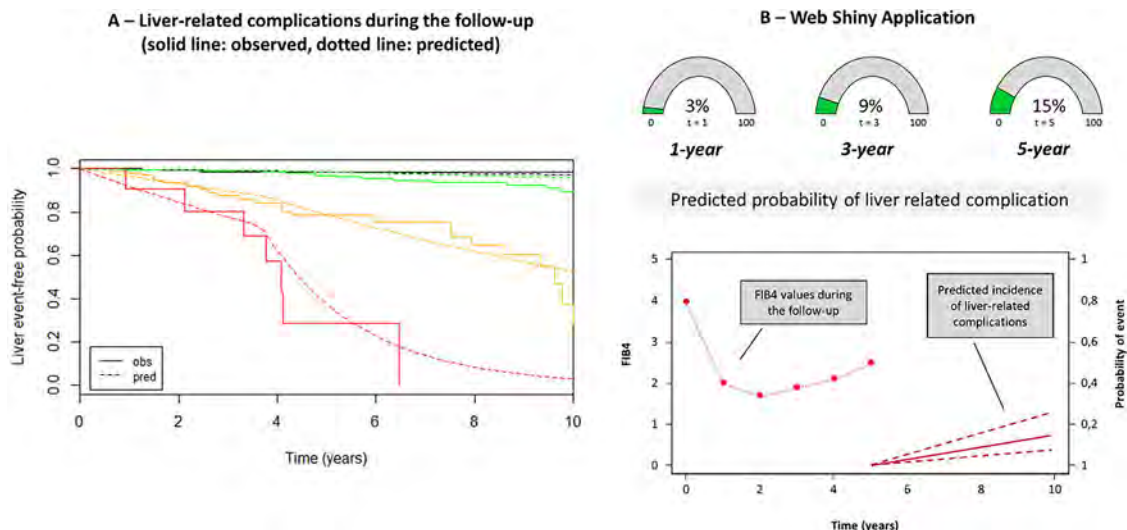 A – Liver-related complications during the follow-up
(solid line: observed, dotted line: predicted)
Liver event-free probability
1.0
0.8
0.6
0.4
0.2
0.0
obs
pred
0 2 4 6 8 10
Time (years)
B – Web Shiny Application
3%
0 t = 1 100
1-year
9%
0 t = 3 100
3-year
15%
0 t = 5 100
5-year
Predicted probability of liver related complication
FIB4
5
4
3
2
1
0
FIB4 values during
the follow-up
Predicted incidence
of liver-related
complications
1
0,8
0,6
0,4
0,2
1
Probability of event
0 2 4 6 8 10
Time (years)